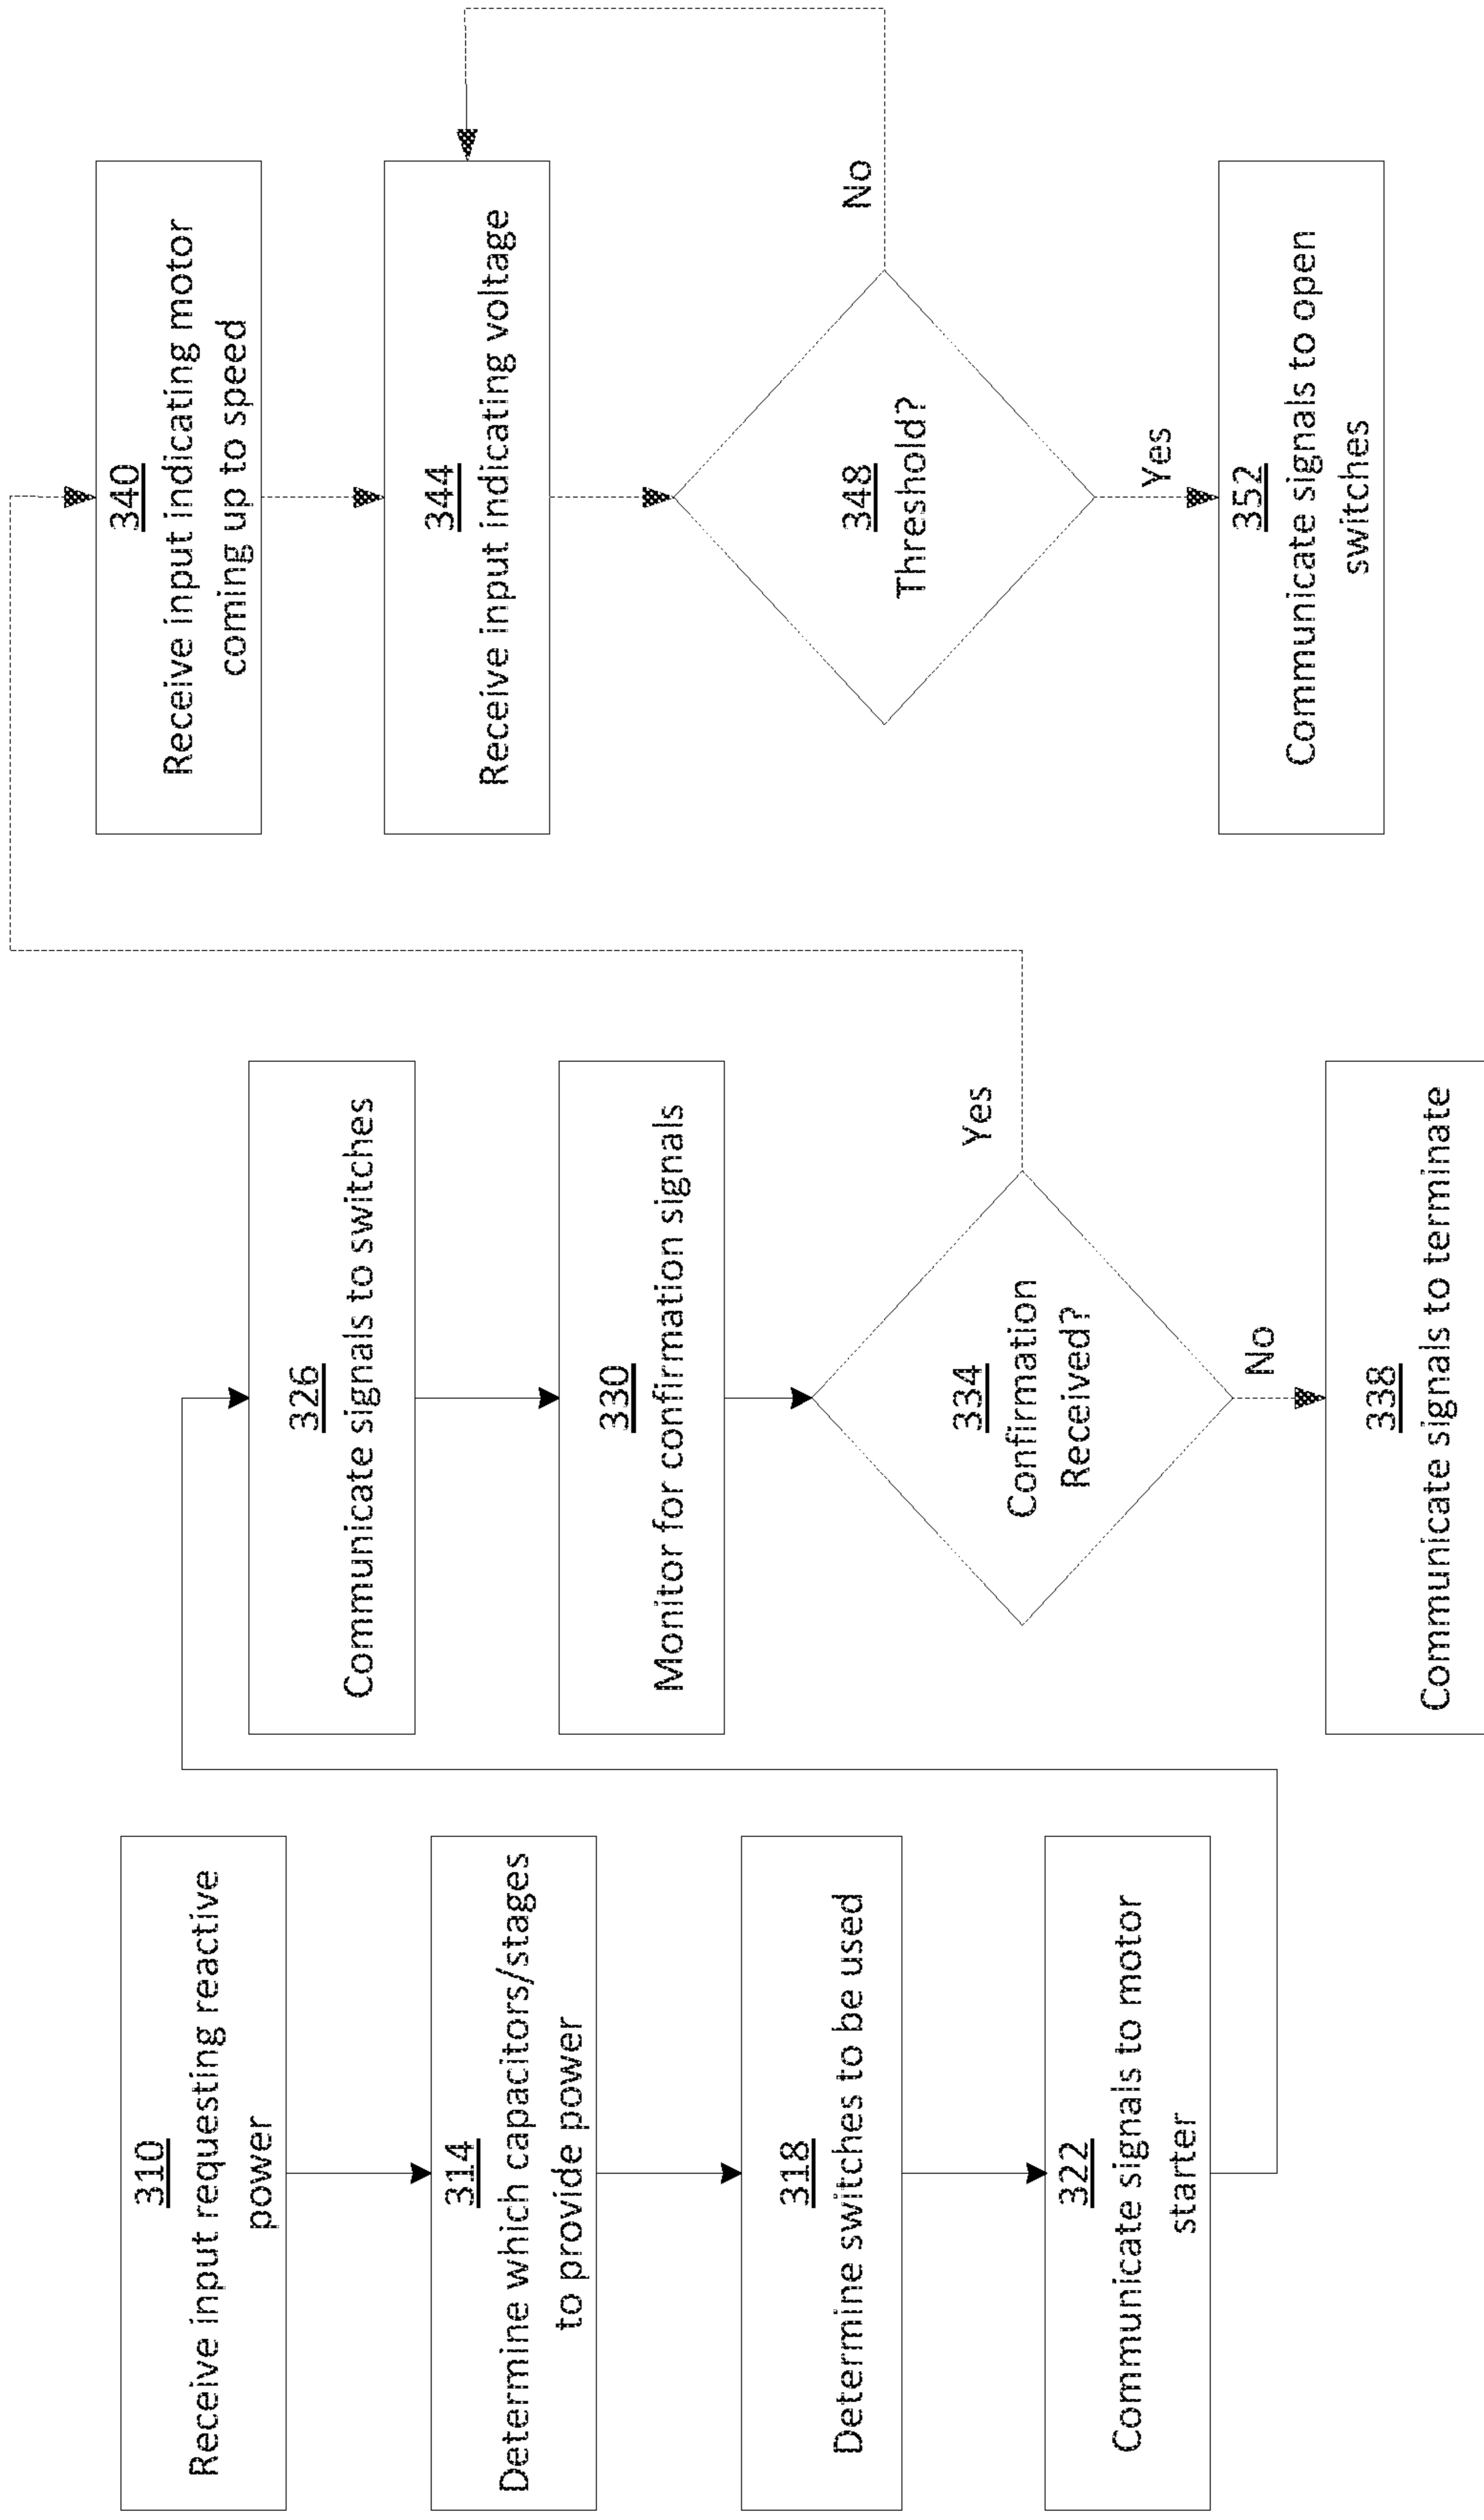 310
Receive input requesting reactive
power
314
Determine which capacitors/stages
to provide power
318
Determine switches to be used
322
Communicate signals to motor
starter
326
Communicate signals to switches
330
Monitor for confirmation signals
334
Confirmation
Received?
Yes
No
338
Communicate signals to terminate
340
Receive input indicating motor
coming up to speed
344
Receive input indicating voltage
348
Threshold?
No
Yes
352
Communicate signals to open
switches